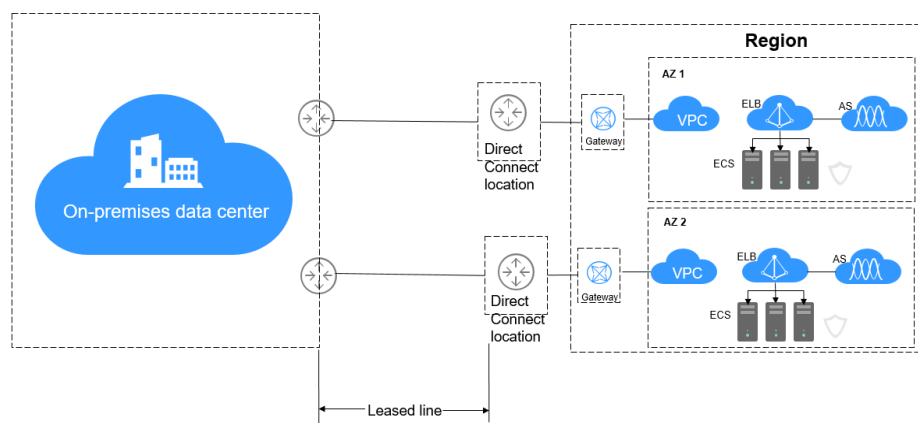 Region
AZ 1
ELB
AS
VPC
Gateway
ECS
Direct
Connect
location
On-premises data center
AZ 2
ELB
AS
VPC
Gateway
ECS
Direct
Connect
location
Leased line